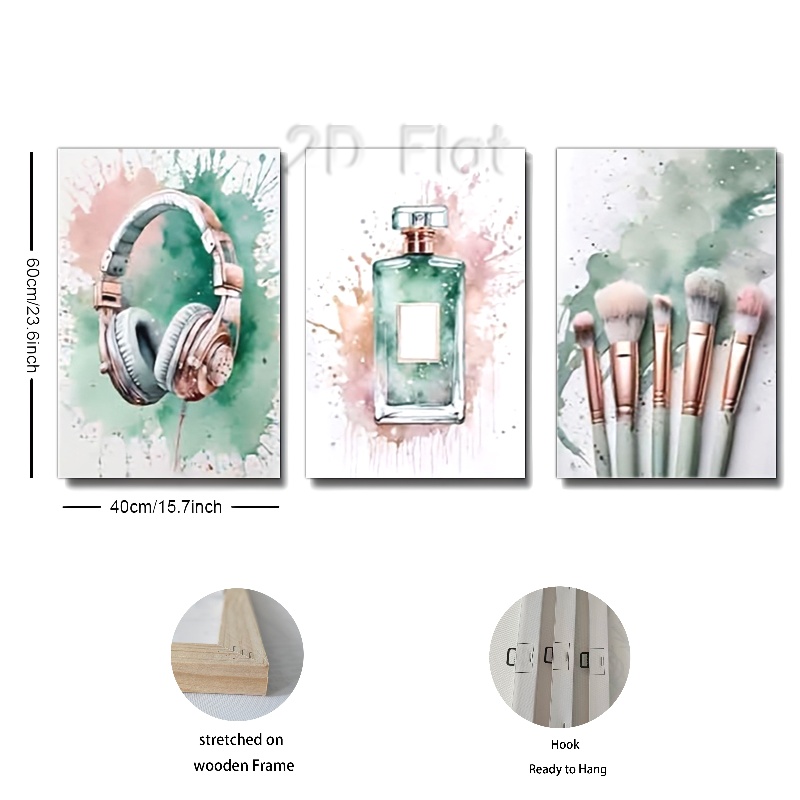 2D Flat
60cm/23.6inch
40cm/15.7inch
stretched on
wooden Frame
Hook
Ready to Hang